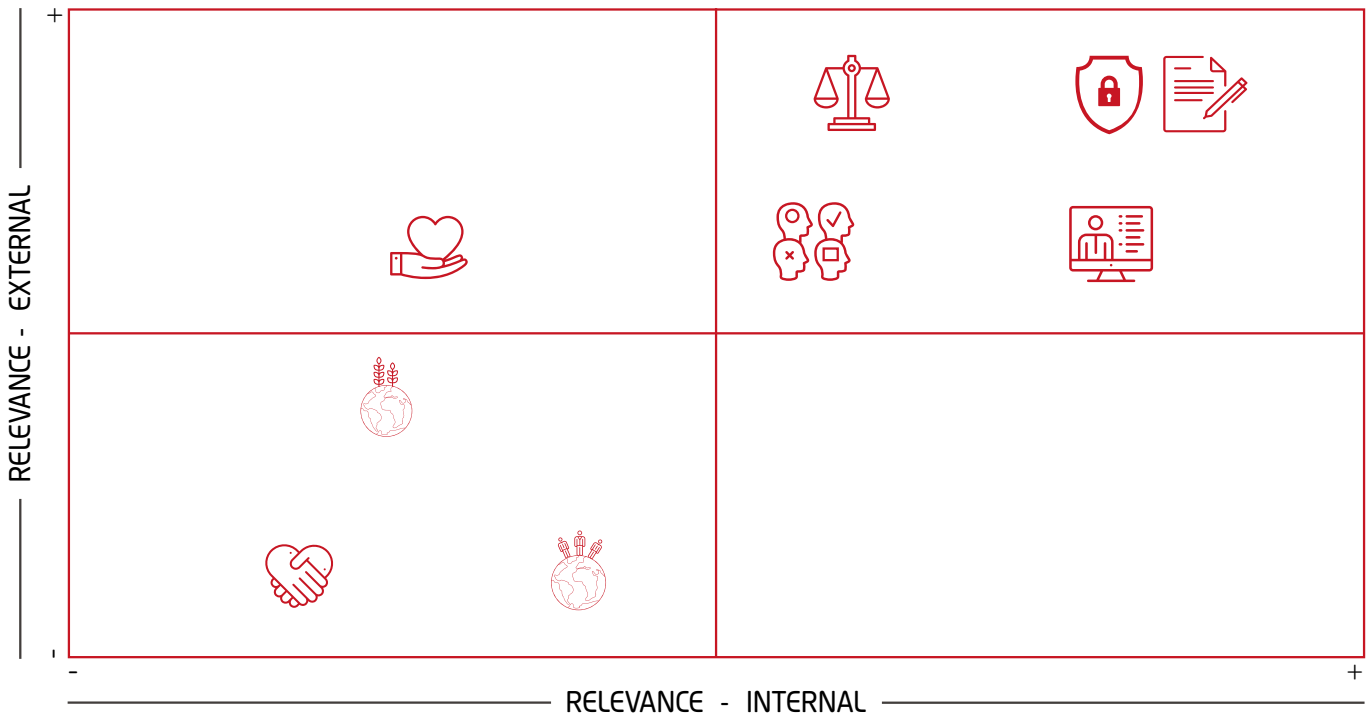 +
RELEVANCE - EXTERNAL
-
-
+
RELEVANCE - INTERNAL